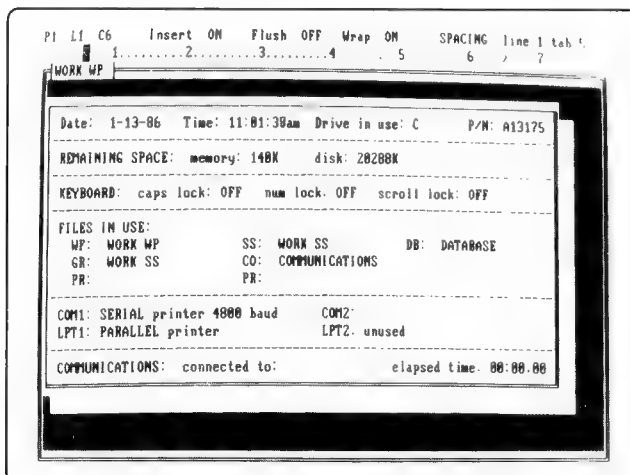 P1 L1 C6 Insert ON Flush OFF Wrap ON SPACING line 1 tab
1.........2.........3.........4 . 5 6 7
WORK WP
Date: 1-13-86 Time: 11:01:38am Drive in use: C P/N: A13175
REMAINING SPACE: memory: 140K disk: 20288K
KEYBOARD: caps lock: OFF num lock. OFF scroll lock: OFF
FILES IN USE:
WP: WORK WP SS: WORK SS DB: DATABASE
GR: WORK SS CO: COMMUNICATIONS
PR: PR:
COM1: SERIAL printer 4800 baud COM2:
LPT1: PARALLEL printer LPT2. unused
COMMUNICATIONS: connected to: elapsed time. 00:00.00